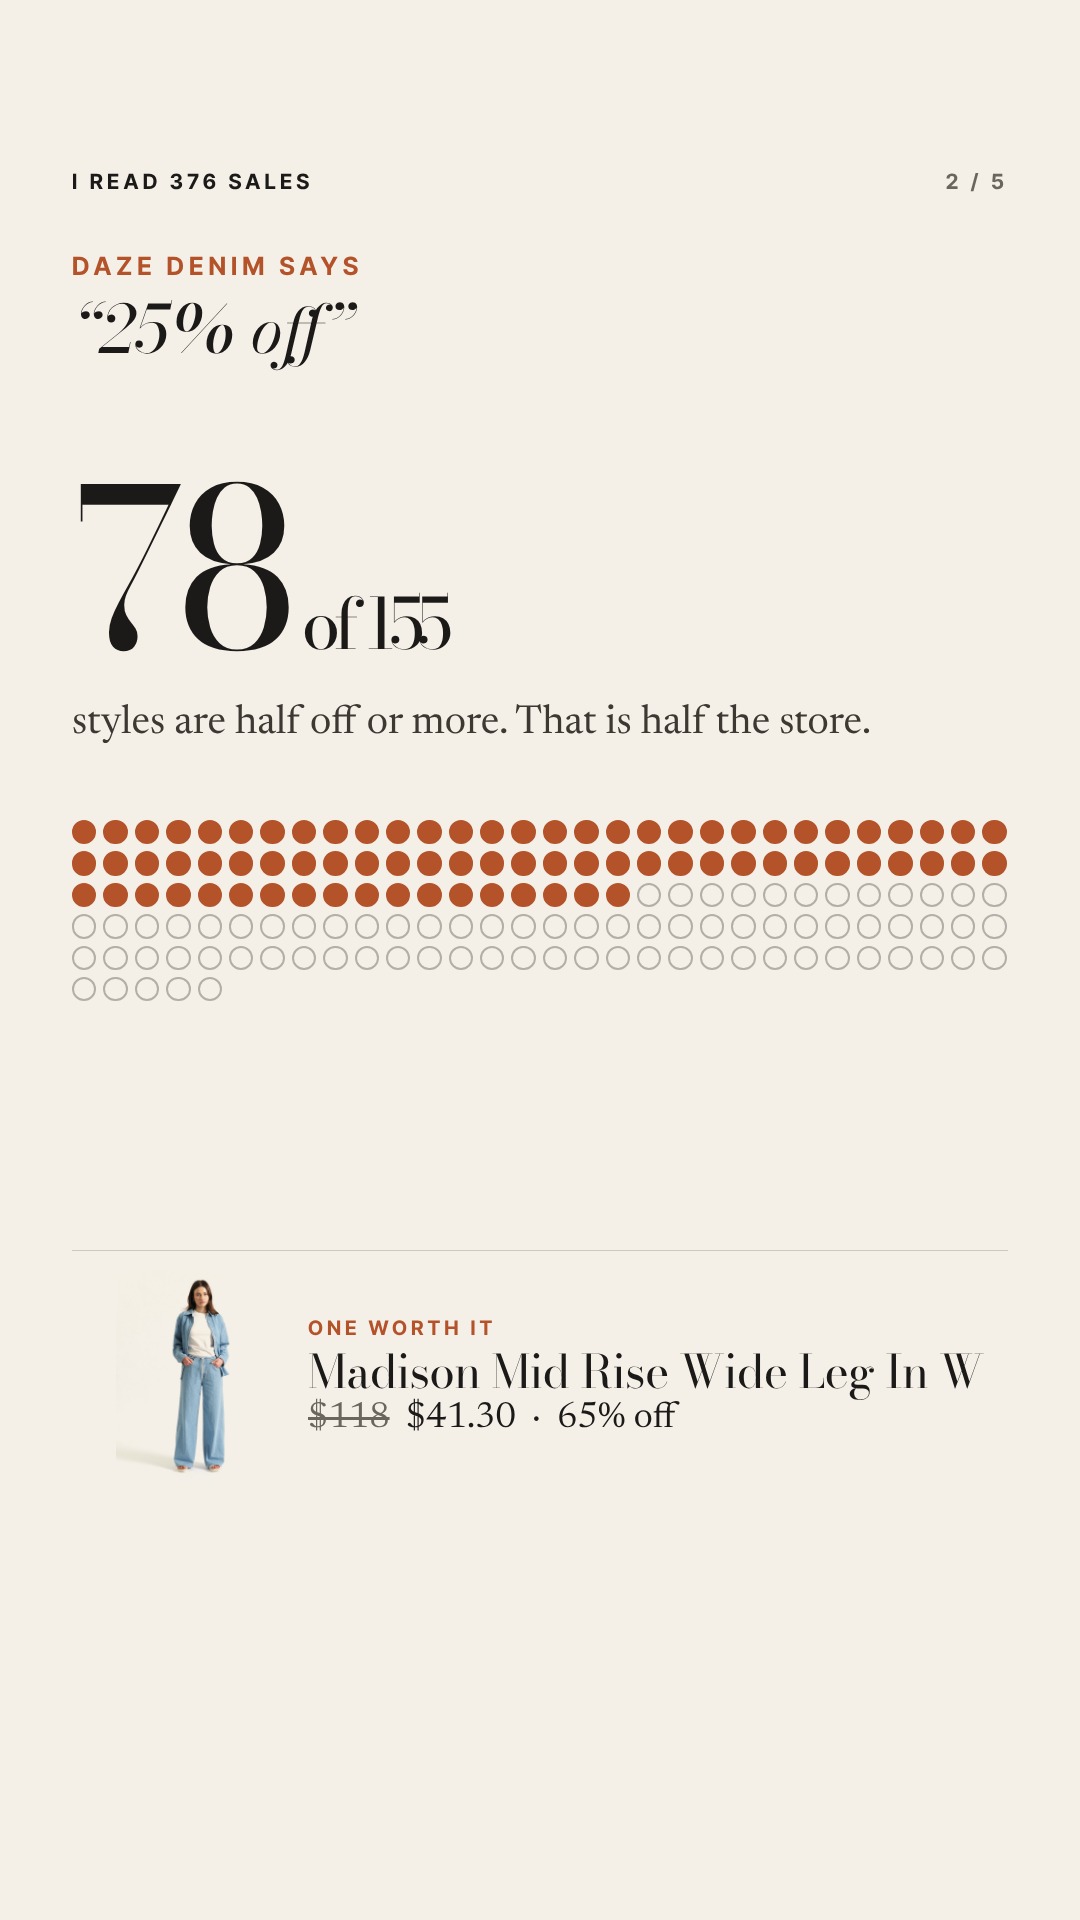 I READ 376 SALES
2 / 5
DAZE DENIM SAYS
“25% off”
78 of 155
styles are half off or more. That is half the store.
ONE WORTH IT
Madison Mid Rise Wide Leg In W
$118 $41.30 · 65% off